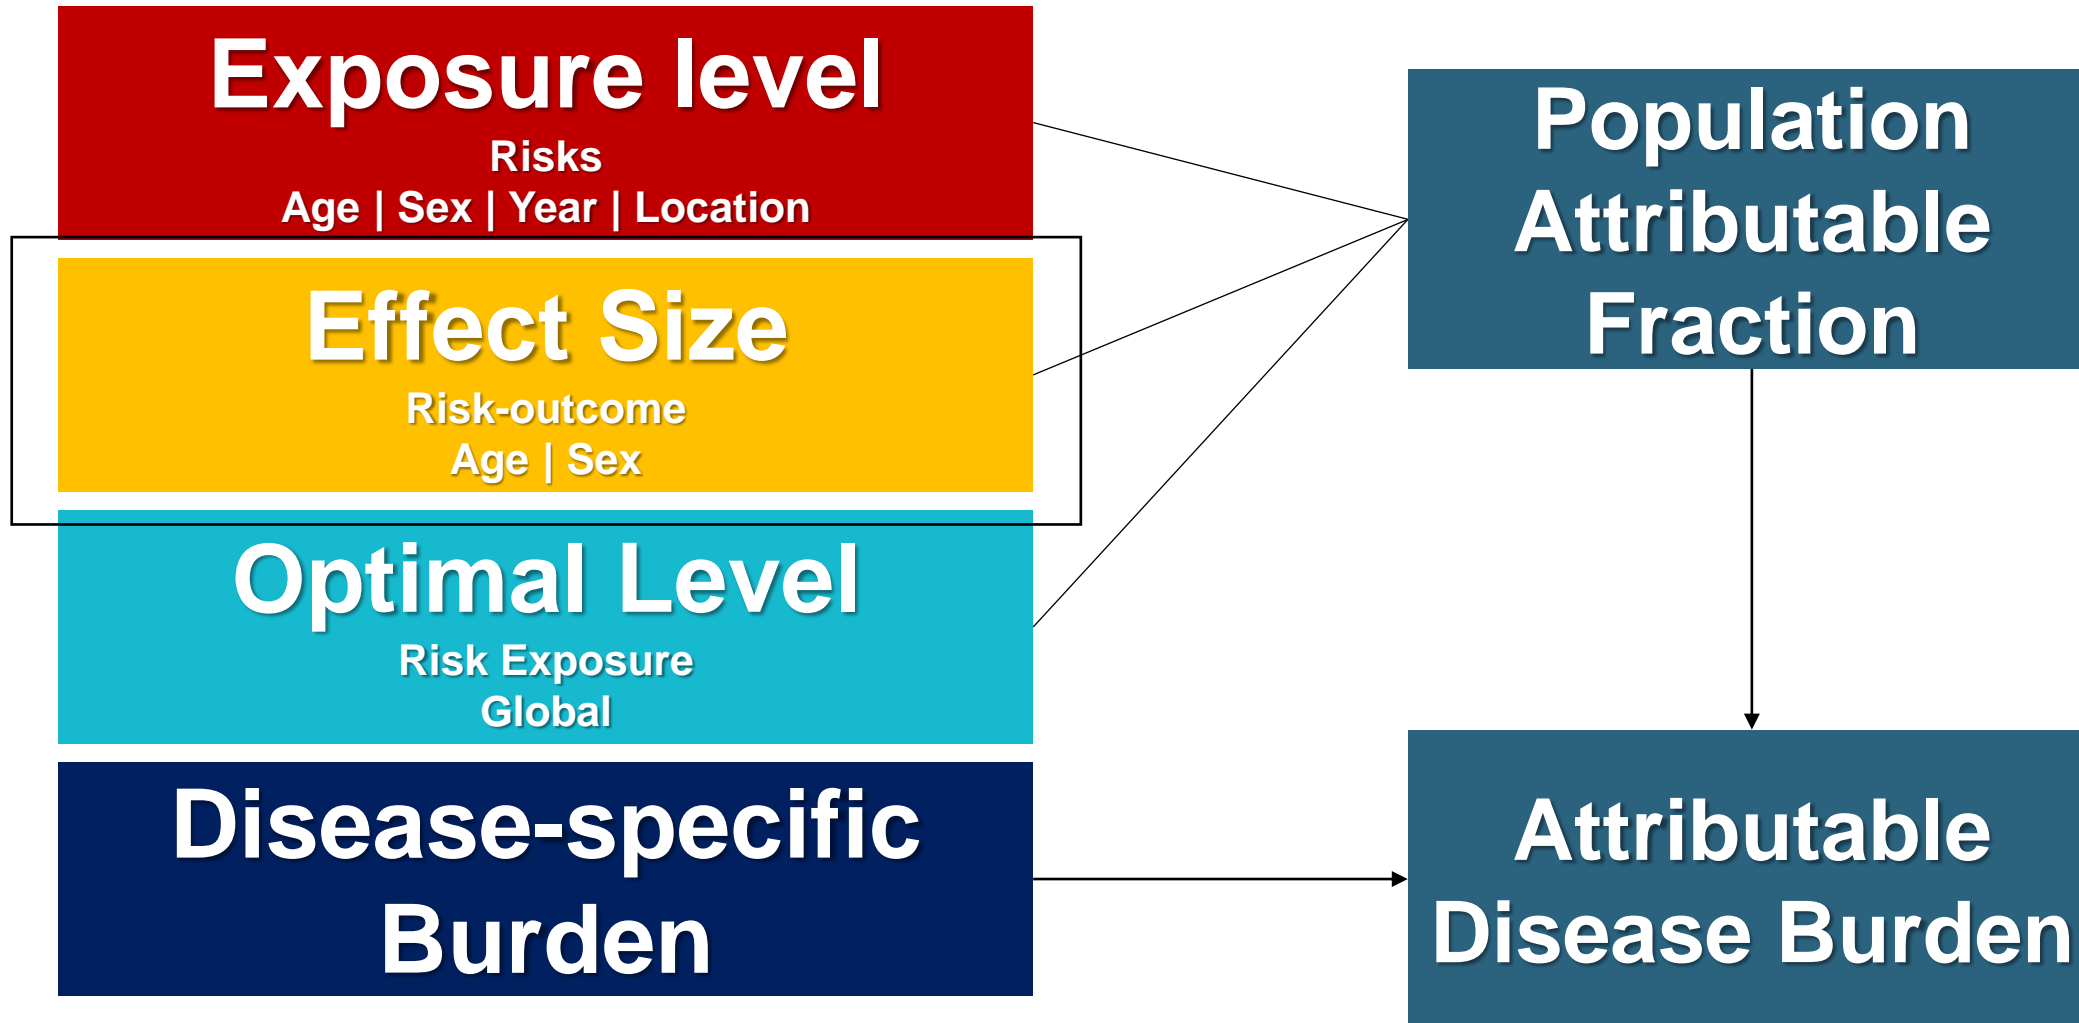 Exposure level
Risks
Age | Sex | Year | Location
Effect Size
Risk-outcome
Age | Sex
Optimal Level
Risk Exposure
Global
Disease-specific
Burden
Population
Attributable
Fraction
Attributable
Disease Burden